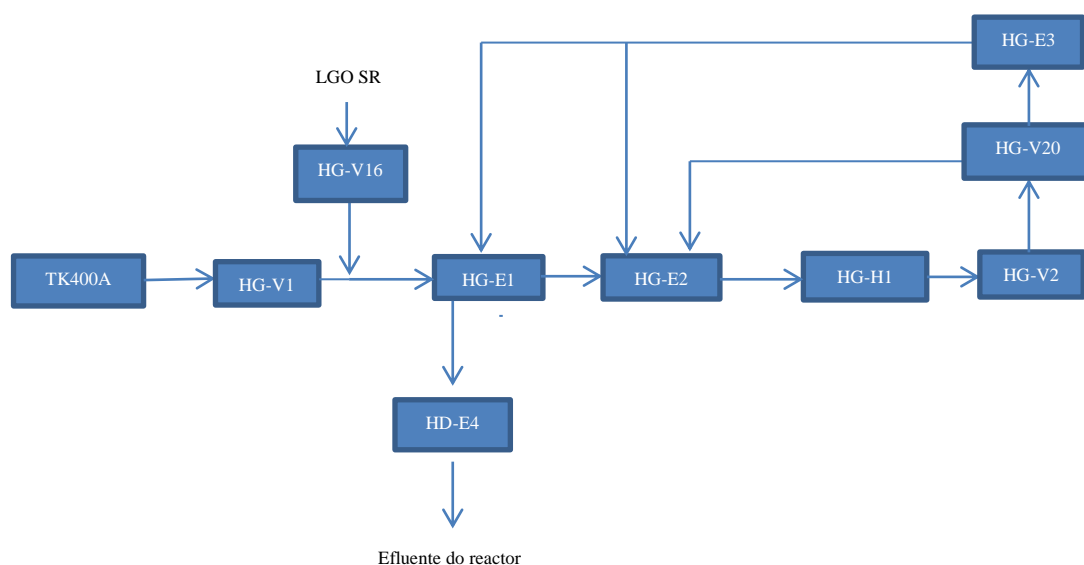 HG-E3
LGO SR
HG-V20
HG-V16
TK400A
HG-V1
HG-E1
HG-E2
HG-H1
HG-V2
HD-E4
Efluente do reactor